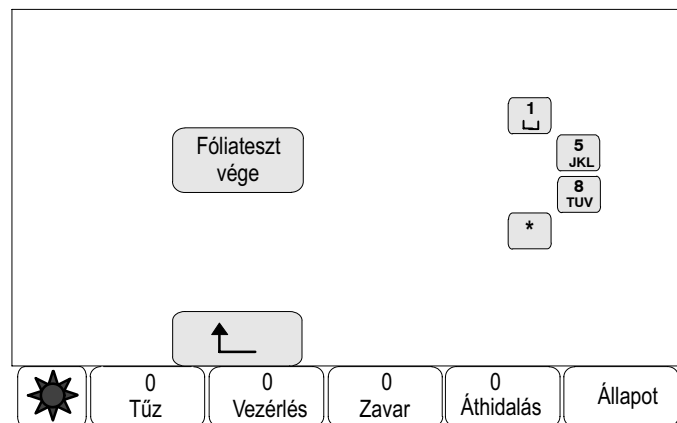 1
Fóliateszt
vége
5
JKL
8
TUV
*
0
Tűz
0
Vezérlés
0
Zavar
0
Áthidalás
Állapot